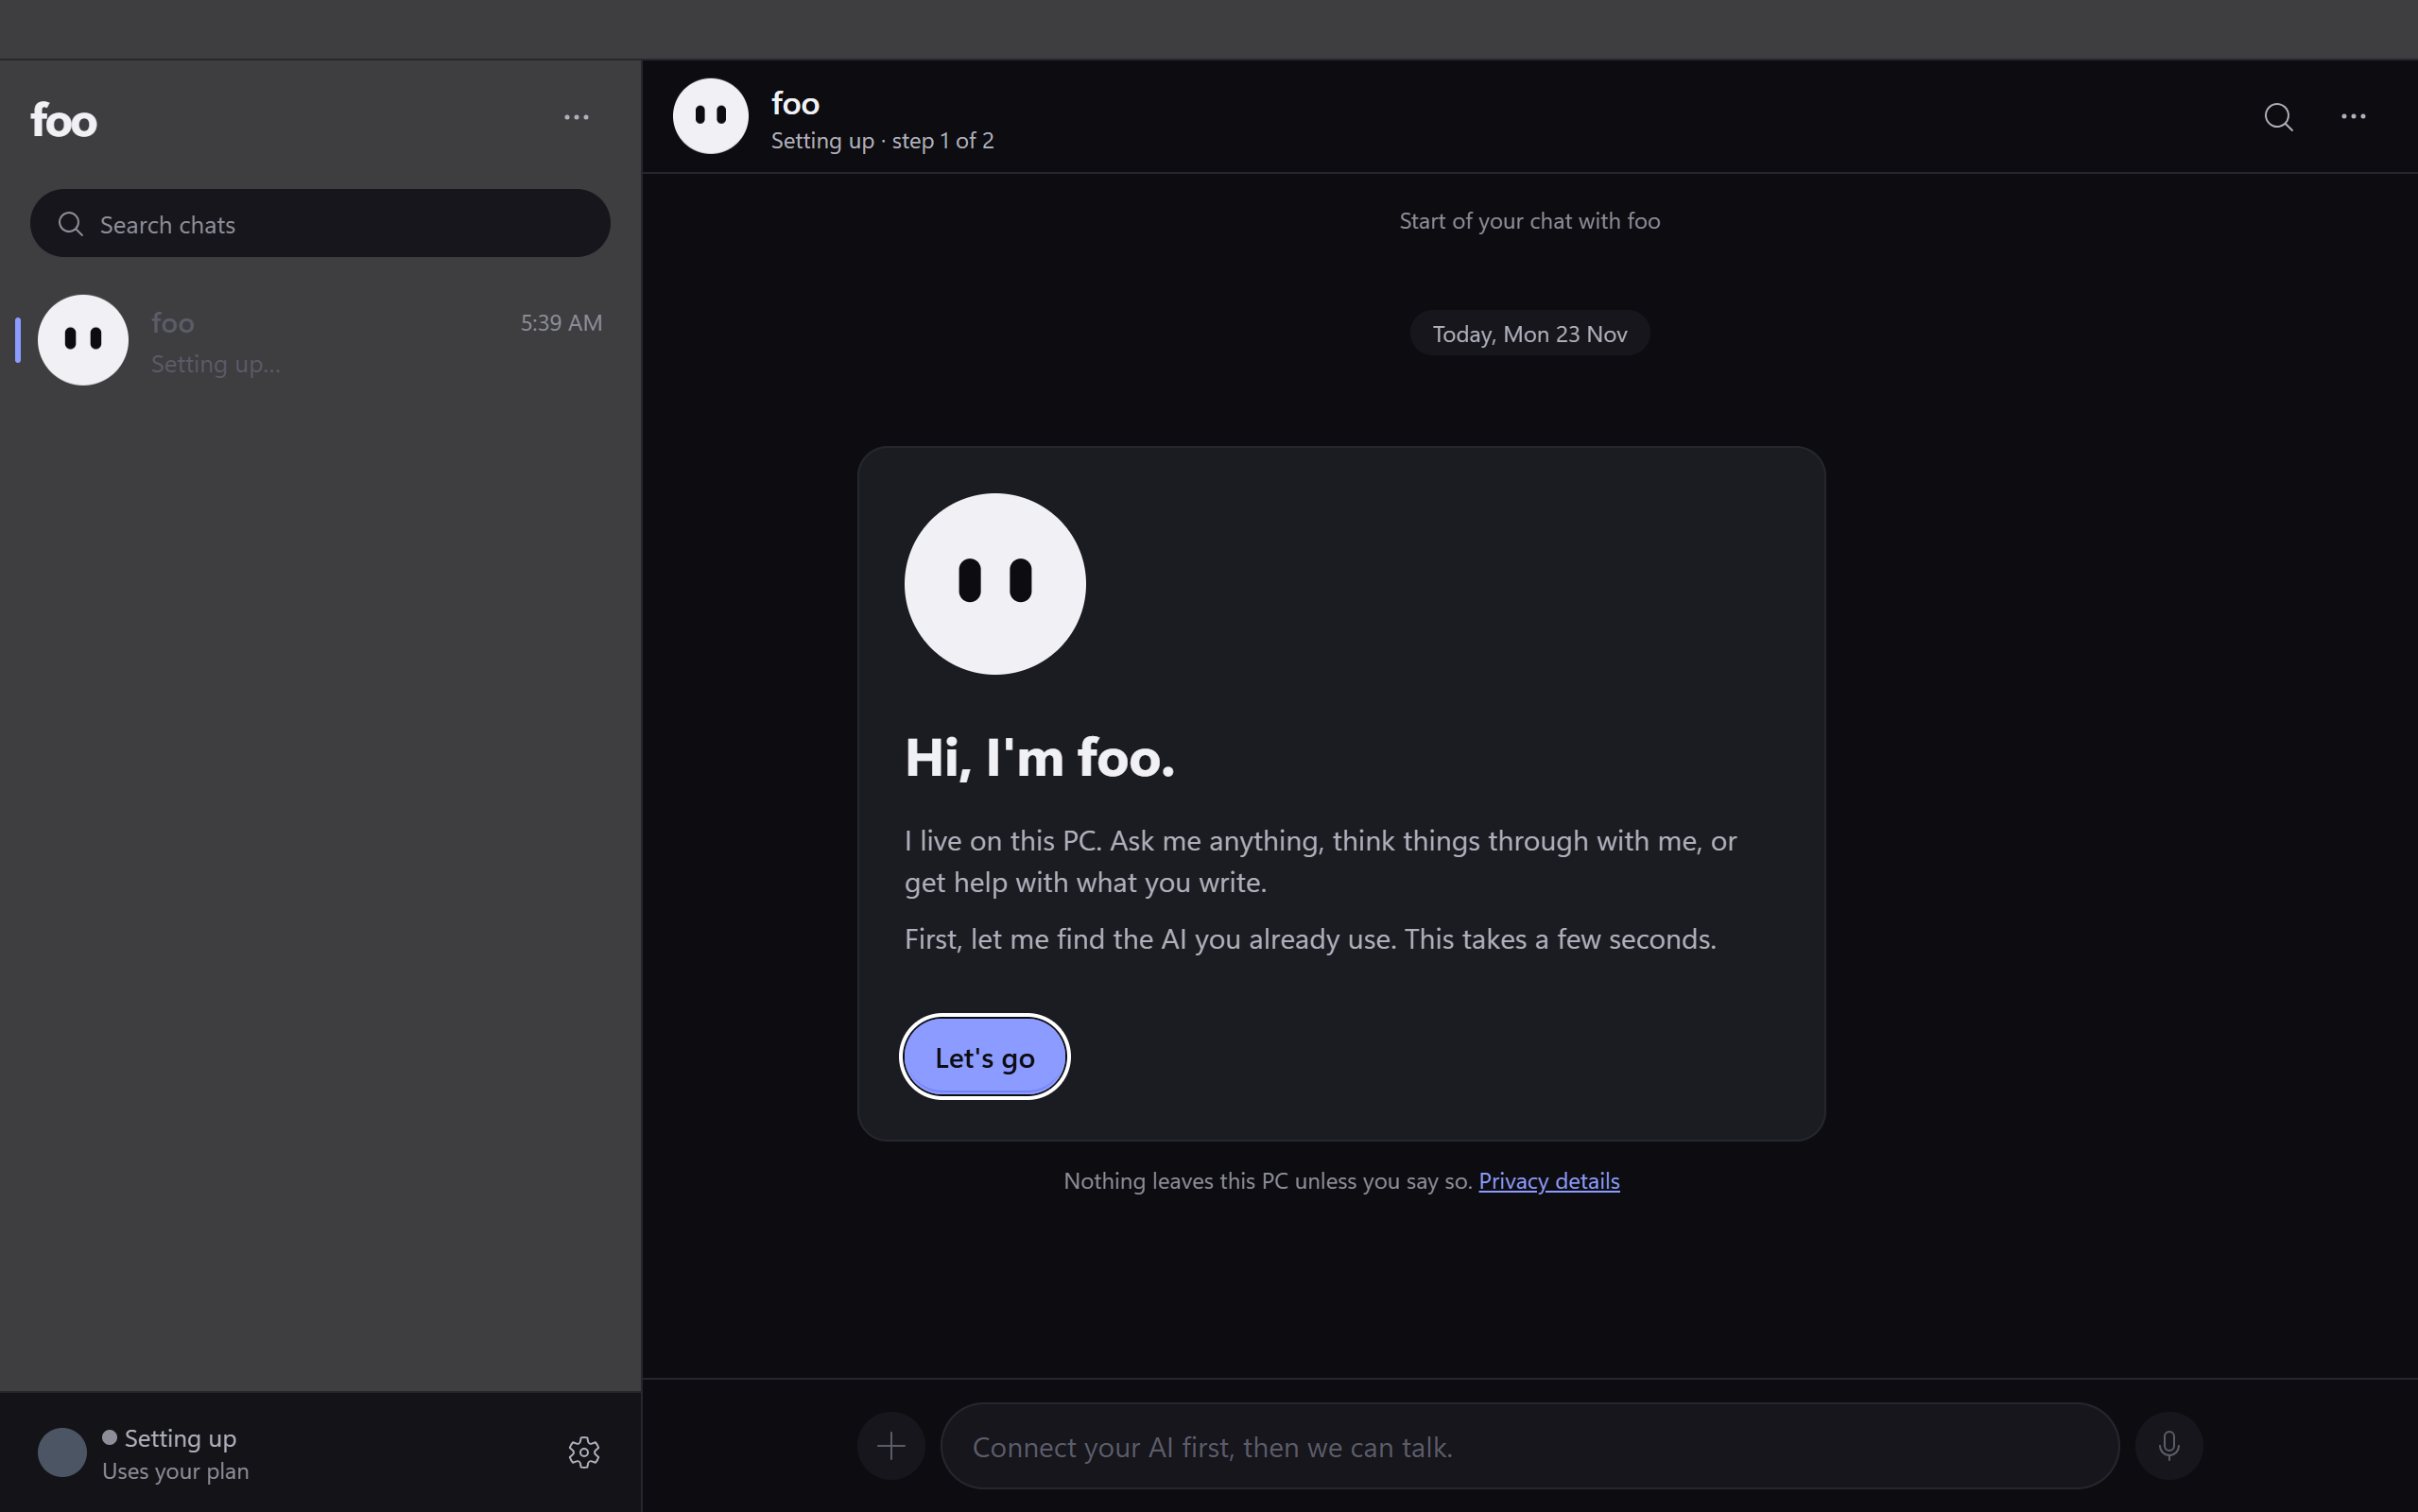 foo
Search chats
foo
5:39 AM
Setting up...
Setting up
Uses your plan
foo
Setting up · step 1 of 2
Start of your chat with foo
Today, Mon 23 Nov
Hi, I'm foo.
I live on this PC. Ask me anything, think things through with me, or
get help with what you write.
First, let me find the AI you already use. This takes a few seconds.
Let's go
Nothing leaves this PC unless you say so. Privacy details
Connect your AI first, then we can talk.